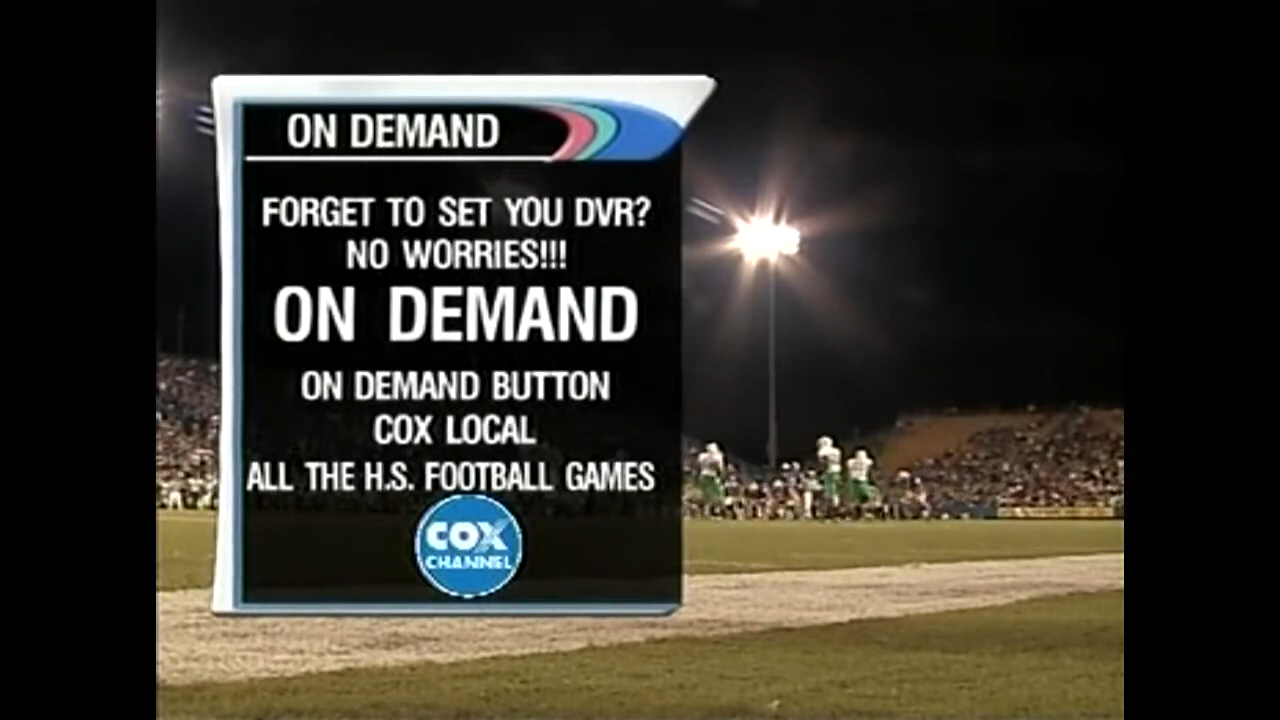 ON DEMAND
FORGET TO SET YOU DVR?
NO WORRIES!!!
ON DEMAND
ON DEMAND BUTTON
COX LOCAL
ALL THE H.S. FOOTBALL GAMES
COX
CHANNEL